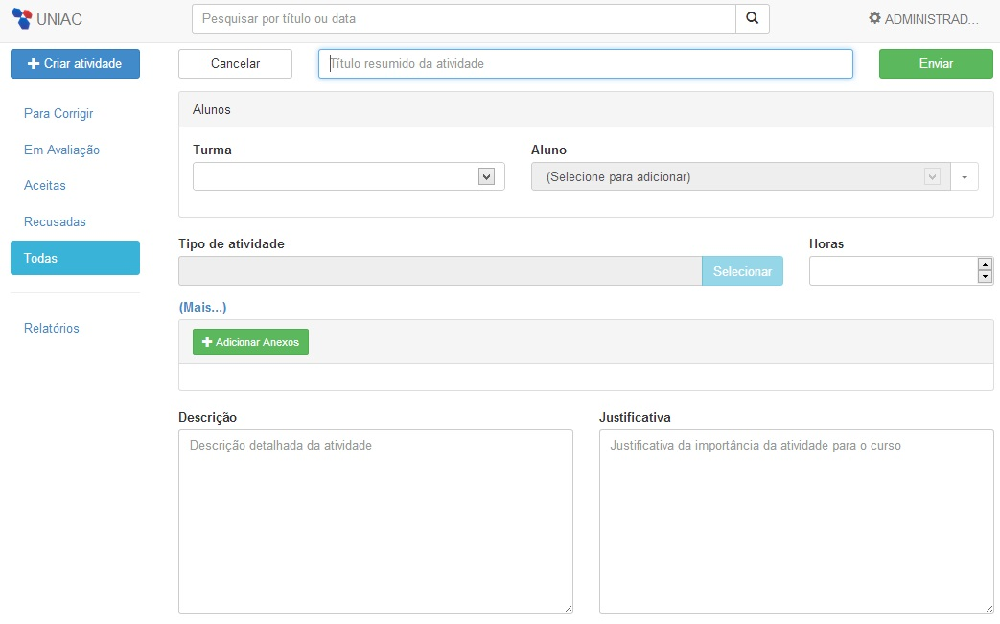 UNIAC
Pesquisar por título ou data
ADMINISTRAD...
Criar atividade
Cancelar
Título resumido da atividade
Enviar
Para Corrigir
Em Avaliação
Aceitas
Recusadas
Todas
Relatórios
Alunos
Turma
Aluno
(Selecione para adicionar)
Tipo de atividade
Horas
Selecionar
(Mais...)
Adicionar Anexos
Descrição
Justificativa
Descrição detalhada da atividade
Justificativa da importância da atividade para o curso